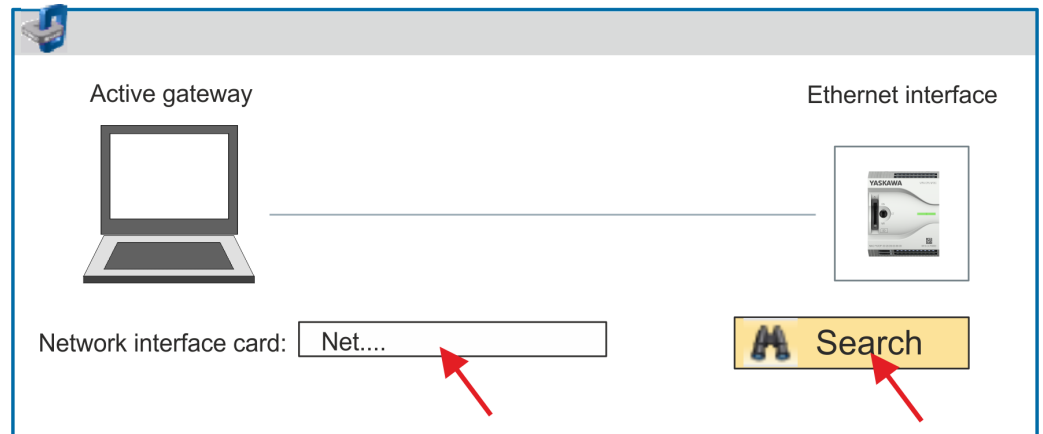 Active gateway
Ethernet interface
YASKAWA
Network interface card:
Net....
Search